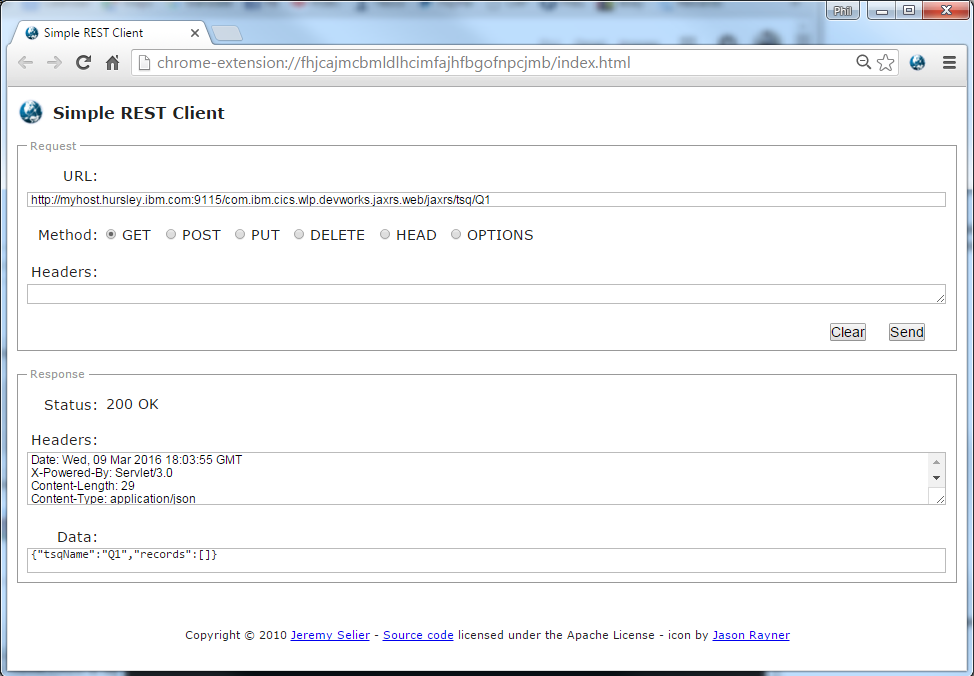 Phil
Simple REST Client
chrome-extension://fhjcajmcbmldlhcimfajhfbgofnpcjmb/index.html
Simple REST Client
Request
URL:
http://myhost.hursley.ibm.com:9115/com.ibm.cics.wlp.devworks.jaxrs.web/jaxrs/tsq/Q1
Method: GET POST PUT DELETE HEAD OPTIONS
Headers:
Clear Send
Response
Status: 200 OK
Headers:
Date: Wed, 09 Mar 2016 18:03:55 GMT
X-Powered-By: Servlet/3.0
Content-Length: 29
Content-Type: application/json
Data:
{"tsqName":"Q1","records":[]}
Copyright © 2010 Jeremy Selier - Source code licensed under the Apache License - icon by Jason Rayner